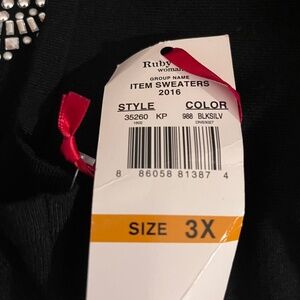 Ruby
woman
GROUP NAME
ITEM SWEATERS
2016
STYLE COLOR
35260 KP 988 BLKSILV
8 86058 81387 4
SIZE 3X